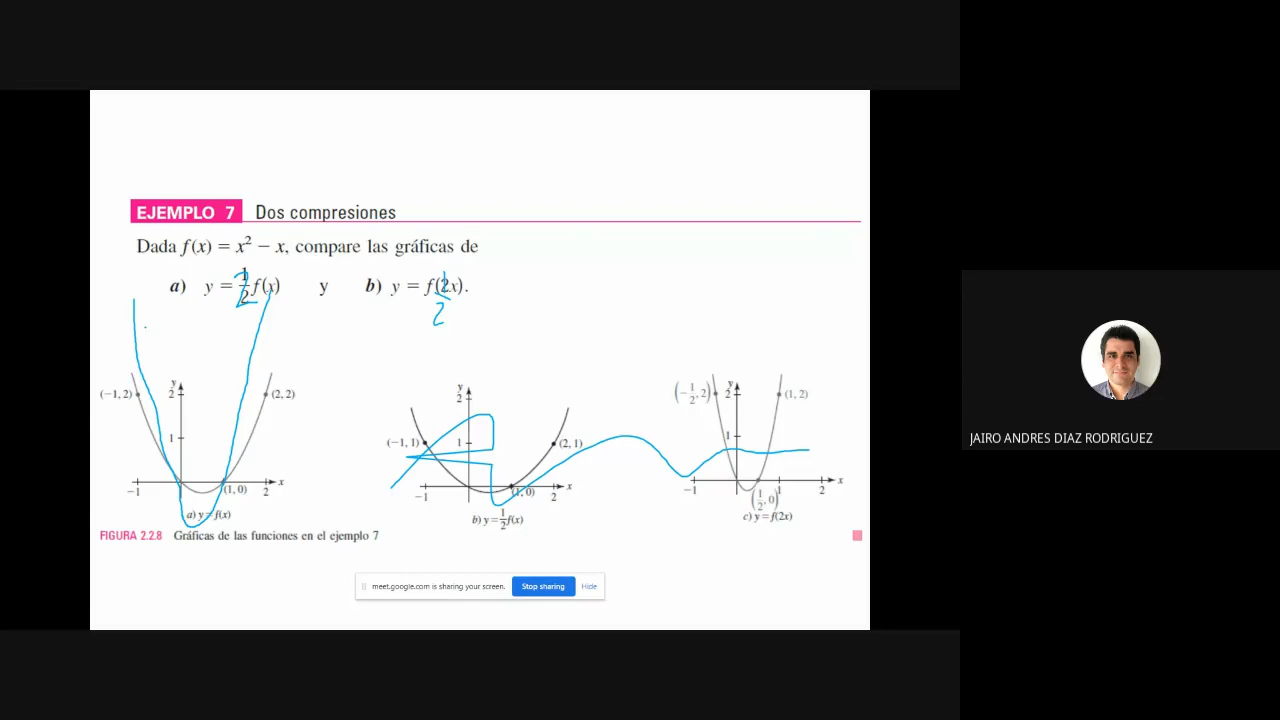 EJEMPLO 7 Dos compresiones
Dada f(x) = x² − x, compare las gráficas de
a) y = 1/2 f(x) y b) y = f(2x).
2
2
(−1, 2) y 2 (2, 2)
1
−1 (1, 0) 2 x
a) y = f(x)
y
2
(−1, 1) 1 (2, 1)
−1 (1, 0) 2 x
b) y = 1/2 f(x)
(−1/2, 2) y 2 (1, 2)
1
−1 (1/2, 0) 1 2 x
c) y = f(2x)
FIGURA 2.2.8 Gráficas de las funciones en el ejemplo 7
meet.google.com is sharing your screen. Stop sharing Hide
JAIRO ANDRES DIAZ RODRIGUEZ